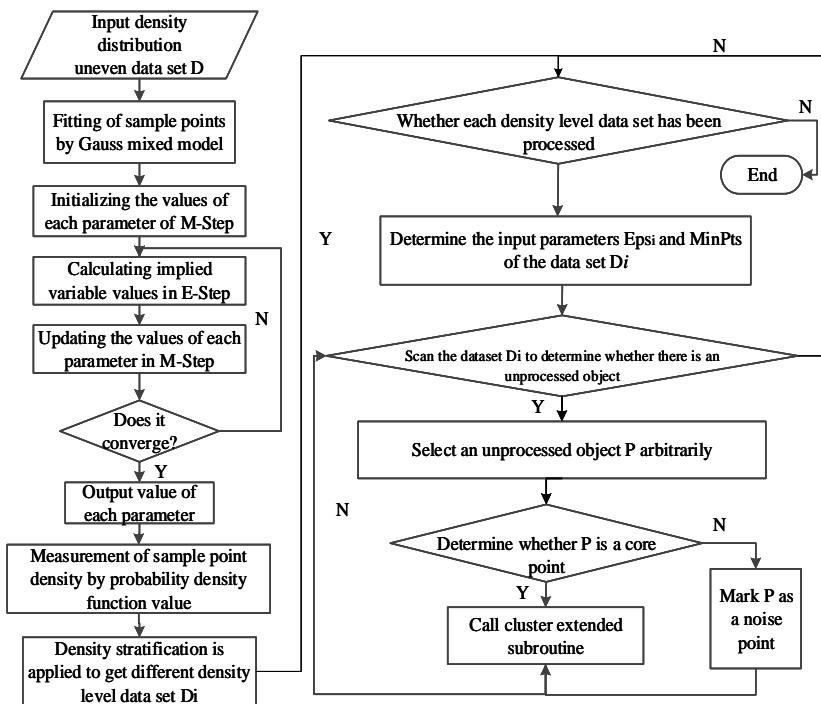 Input density
distribution
uneven data set D
Fitting of sample points
by Gauss mixed model
Initializing the values of
each parameter of M-Step
Calculating implied
variable values in E-Step
N
Updating the values of each
parameter in M-Step
Does it
converge?
Y
Output value of
each parameter
Measurement of sample point
density by probability density
function value
Density stratification is
applied to get different density
level data set Di
N
Whether each density level data set has been
processed
N
End
Y
Determine the input parameters Epsi and MinPts
of the data set Di
Scan the dataset Di to determine whether there is an
unprocessed object
Y
Select an unprocessed object P arbitrarily
N
Determine whether P is a core
point
N
Y
Call cluster extended
subroutine
Mark P as
a noise
point